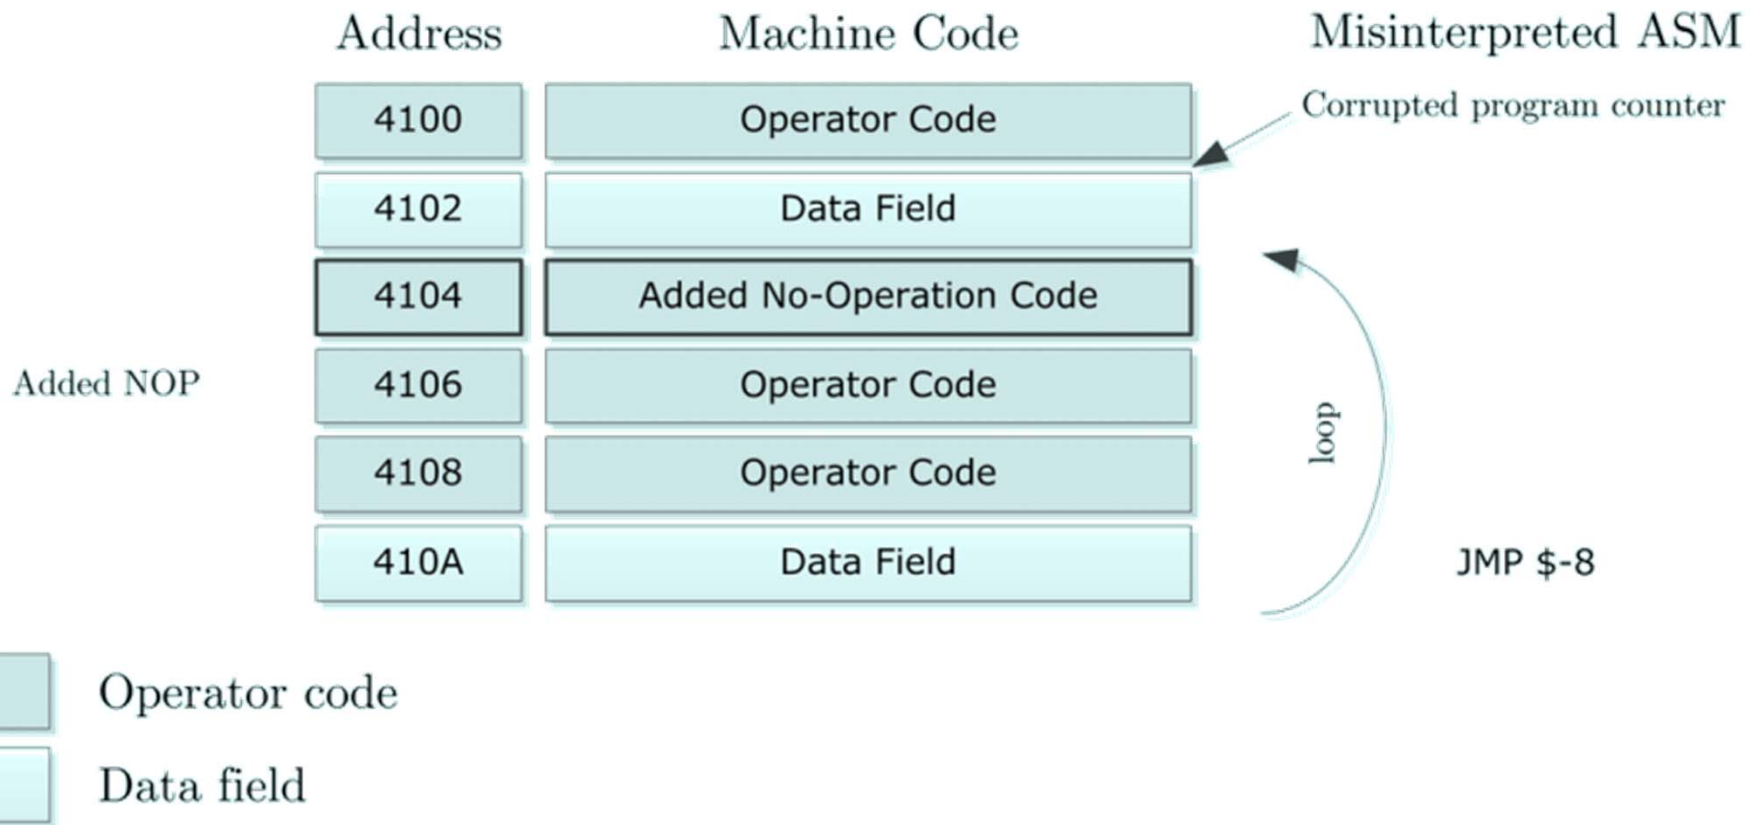 Address Machine Code Misinterpreted ASM
Corrupted program counter
4100 Operator Code
4102 Data Field
4104 Added No-Operation Code
Added NOP 4106 Operator Code
loop
4108 Operator Code
410A Data Field JMP $-8
Operator code
Data field